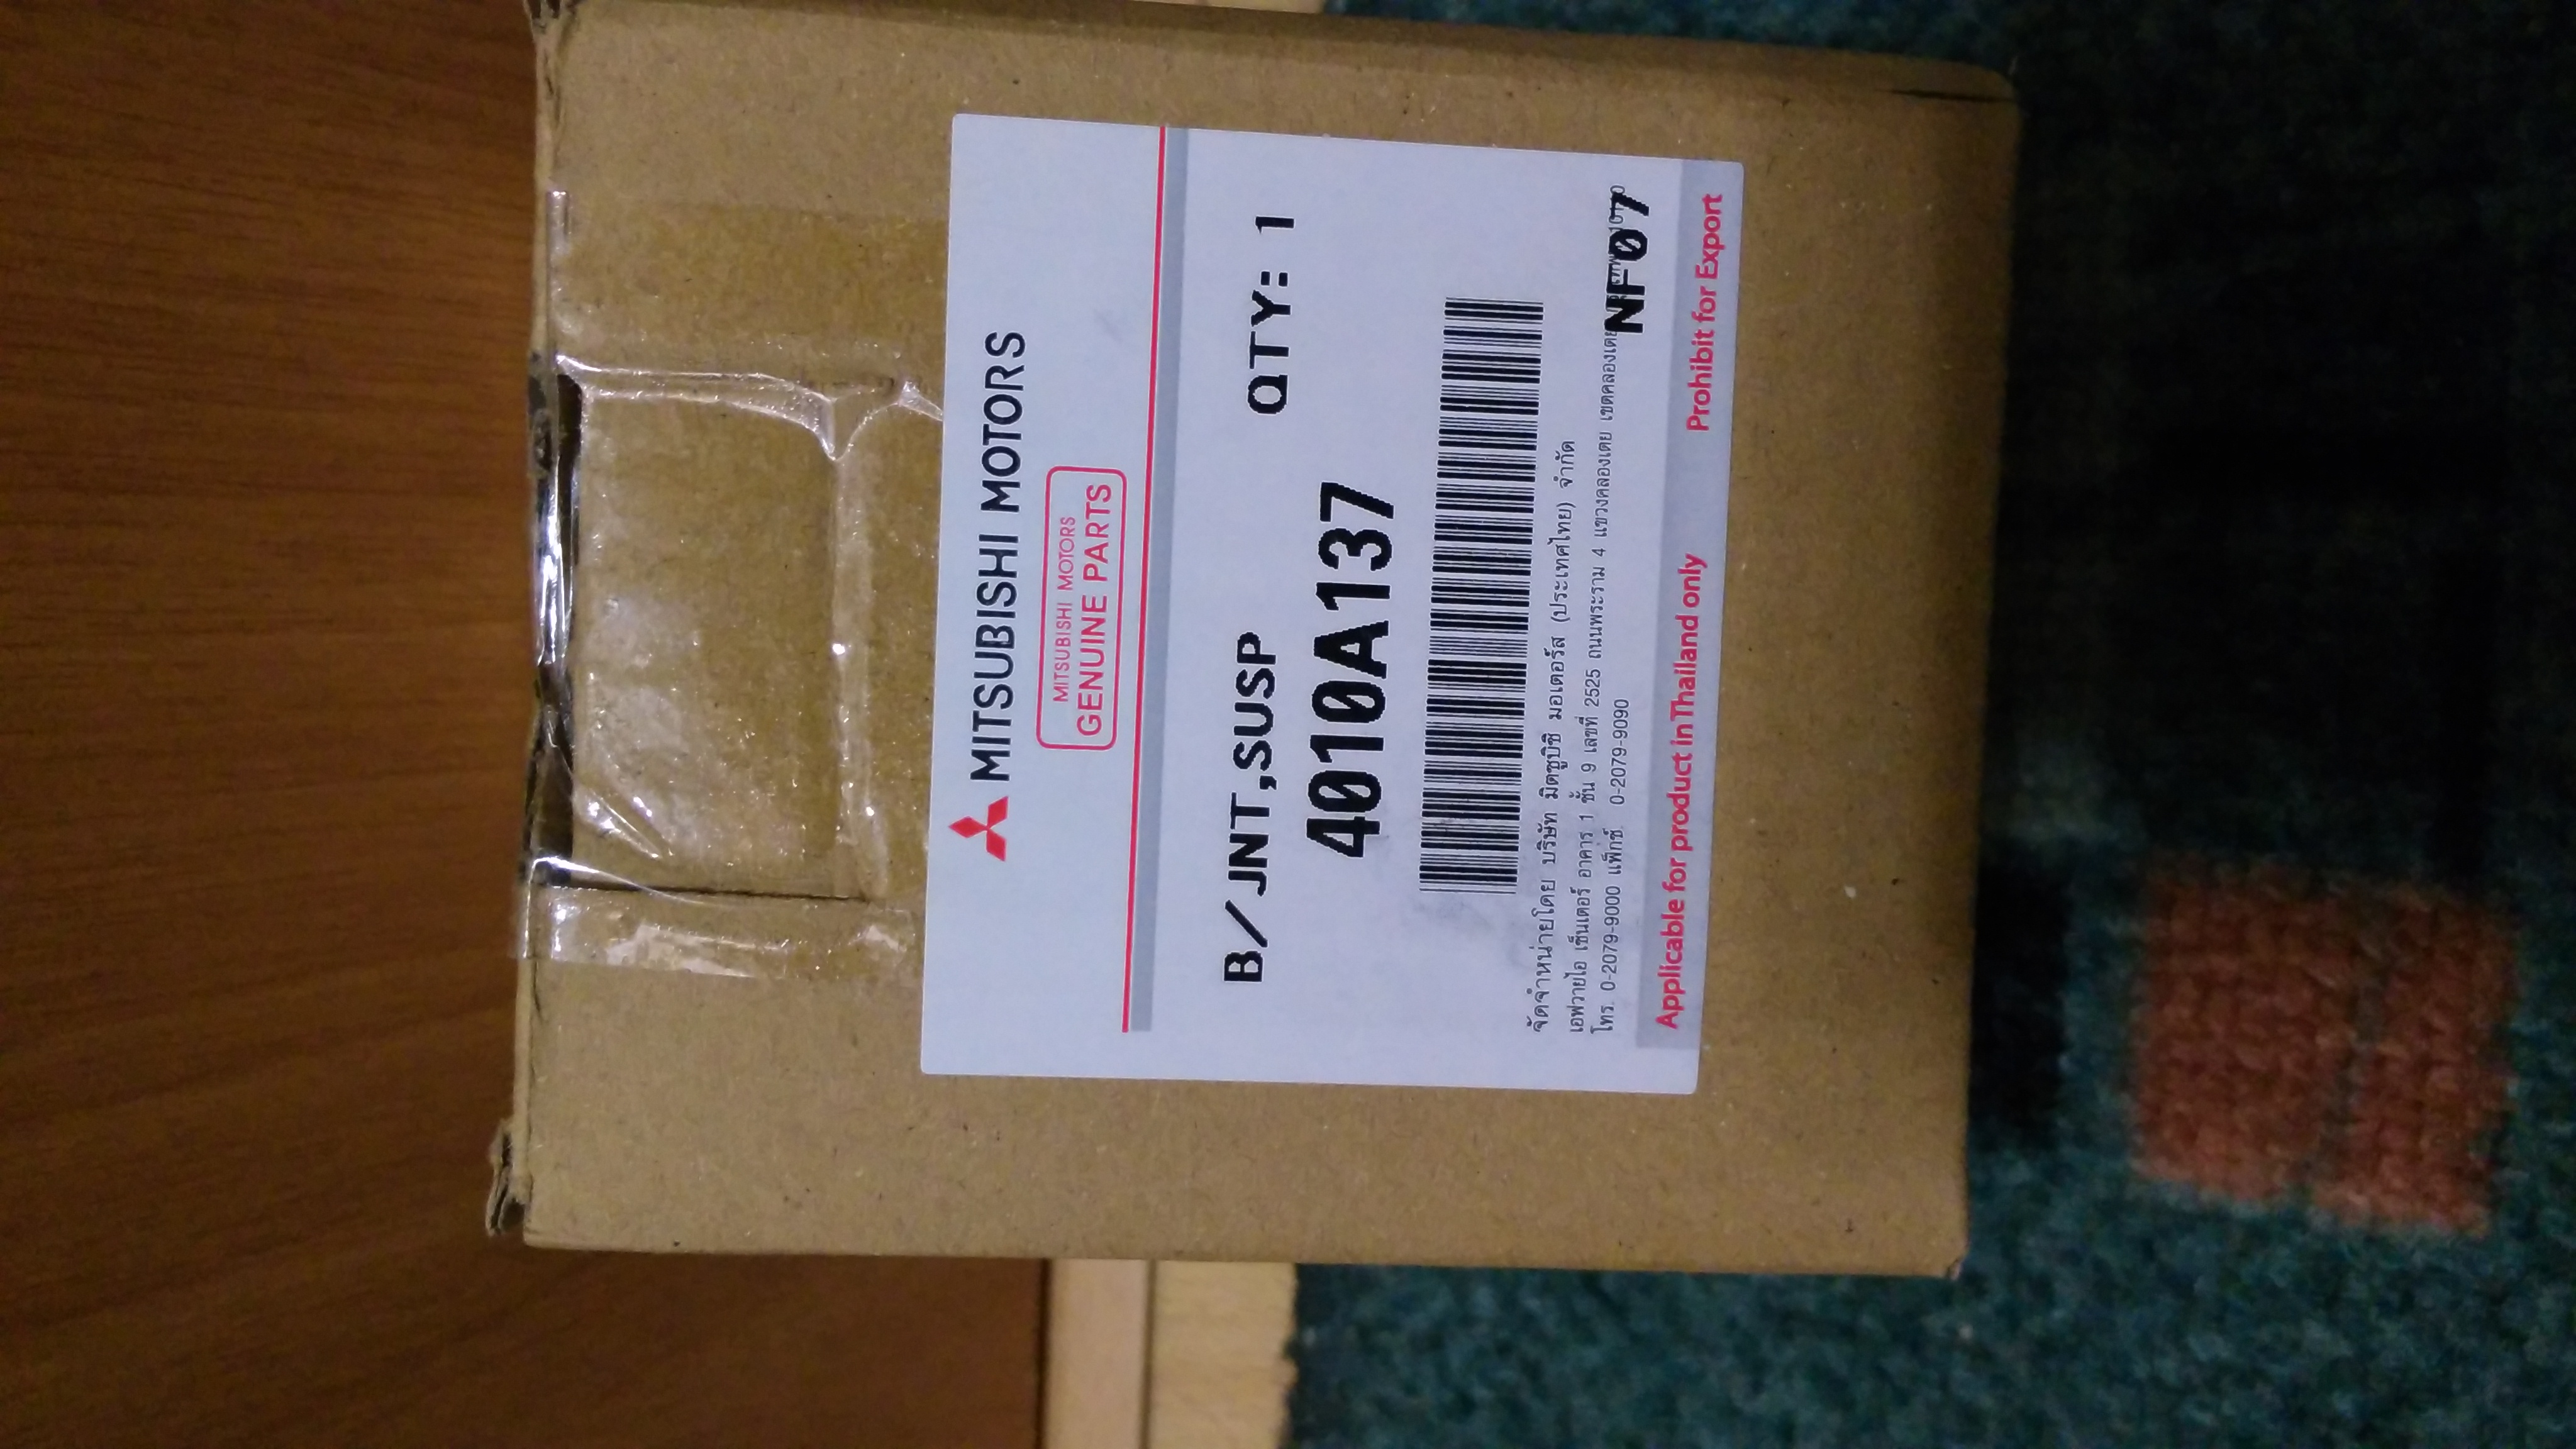 MITSUBISHI MOTORS
MITSUBISHI MOTORS
GENUINE PARTS
B/JNT,SUSP QTY: 1
4010A137
จัดจำหน่ายโดย บริษัท มิตซูบิชิ มอเตอร์ส (ประเทศไทย) จำกัด
เอฟวายไอ เซ็นเตอร์ อาคาร 1 ชั้น 9 เลขที่ 2525 ถนนพระราม 4 แขวงคลองเตย เขตคลองเตย
โทร. 0-2079-9000 แฟ็กซ์. 0-2079-9090
NF07
Applicable for product in Thailand only Prohibit for Export